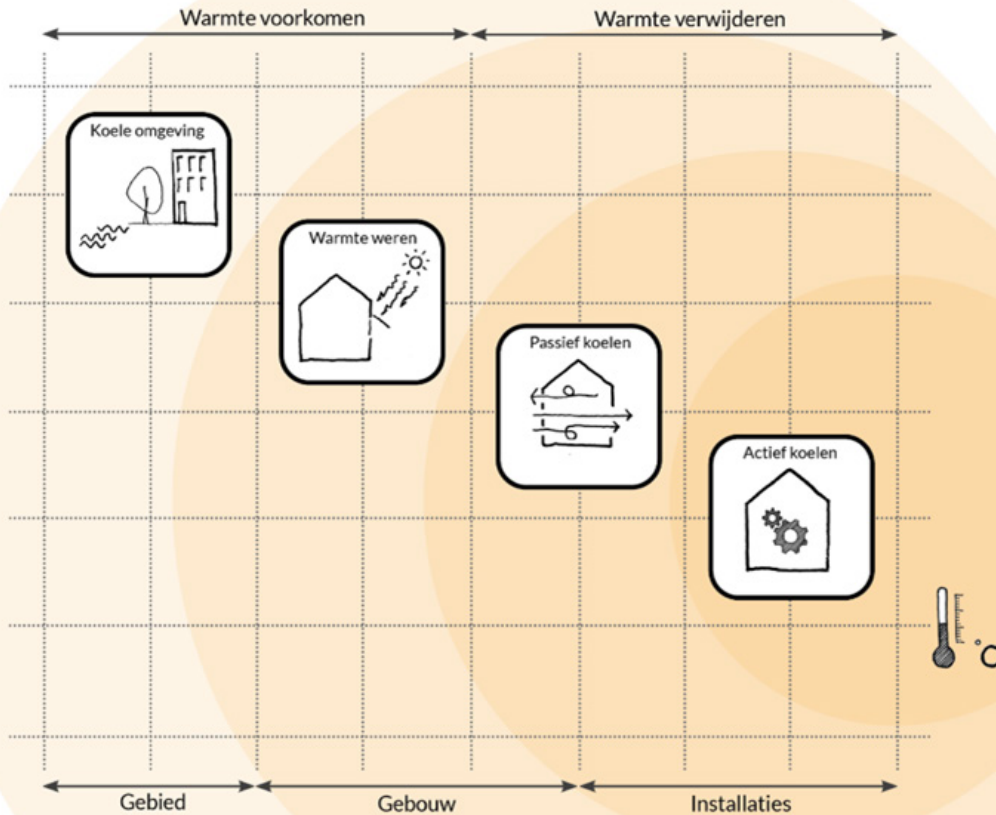 Warmte voorkomen
Warmte verwijderen
Koele omgeving
Warmte weren
Passief koelen
Actief koelen
Gebied
Gebouw
Installaties